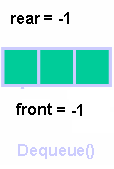 rear = -1
front = -1
Dequeue()